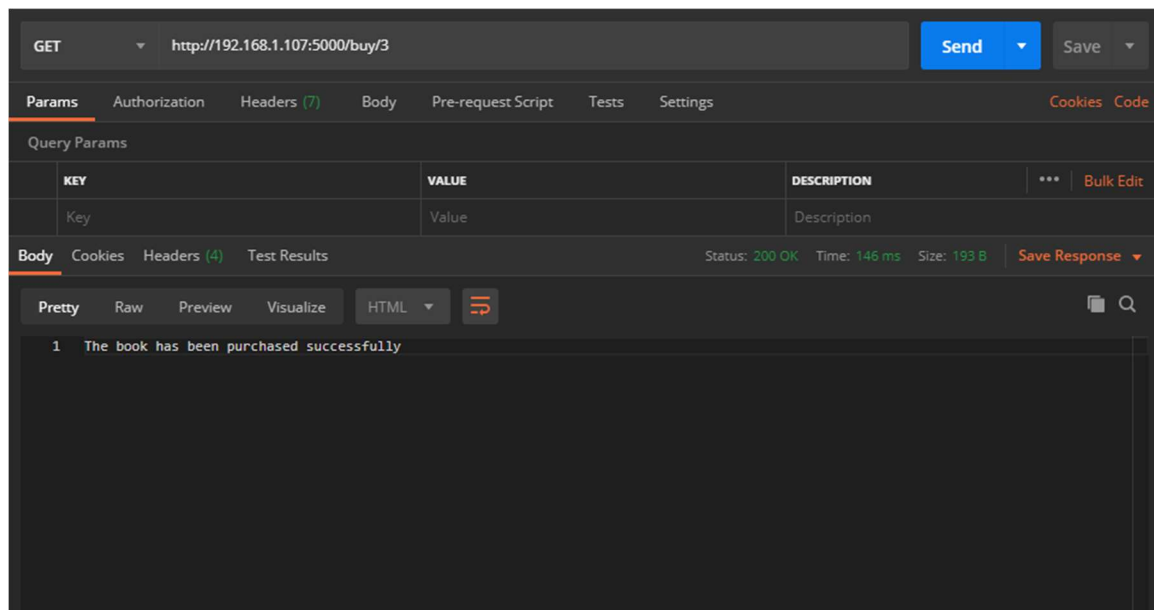 GET http://192.168.1.107:5000/buy/3 Send Save
Params Authorization Headers (7) Body Pre-request Script Tests Settings Cookies Code
Query Params
KEY VALUE DESCRIPTION ••• Bulk Edit
Key Value Description
Body Cookies Headers (4) Test Results Status: 200 OK Time: 146 ms Size: 193 B Save Response
Pretty Raw Preview Visualize HTML
1 The book has been purchased successfully